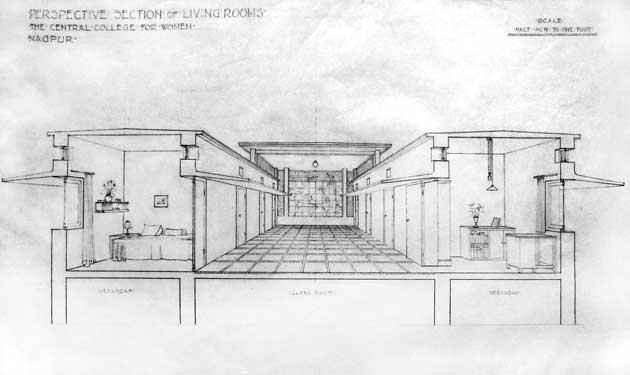 PERSPECTIVE SECTION OF LIVING ROOMS
THE CENTRAL COLLEGE FOR WOMEN
NAGPUR
SCALE
HALF INCH TO ONE FOOT
VERANDAH
CLASS ROOM
VERANDAH